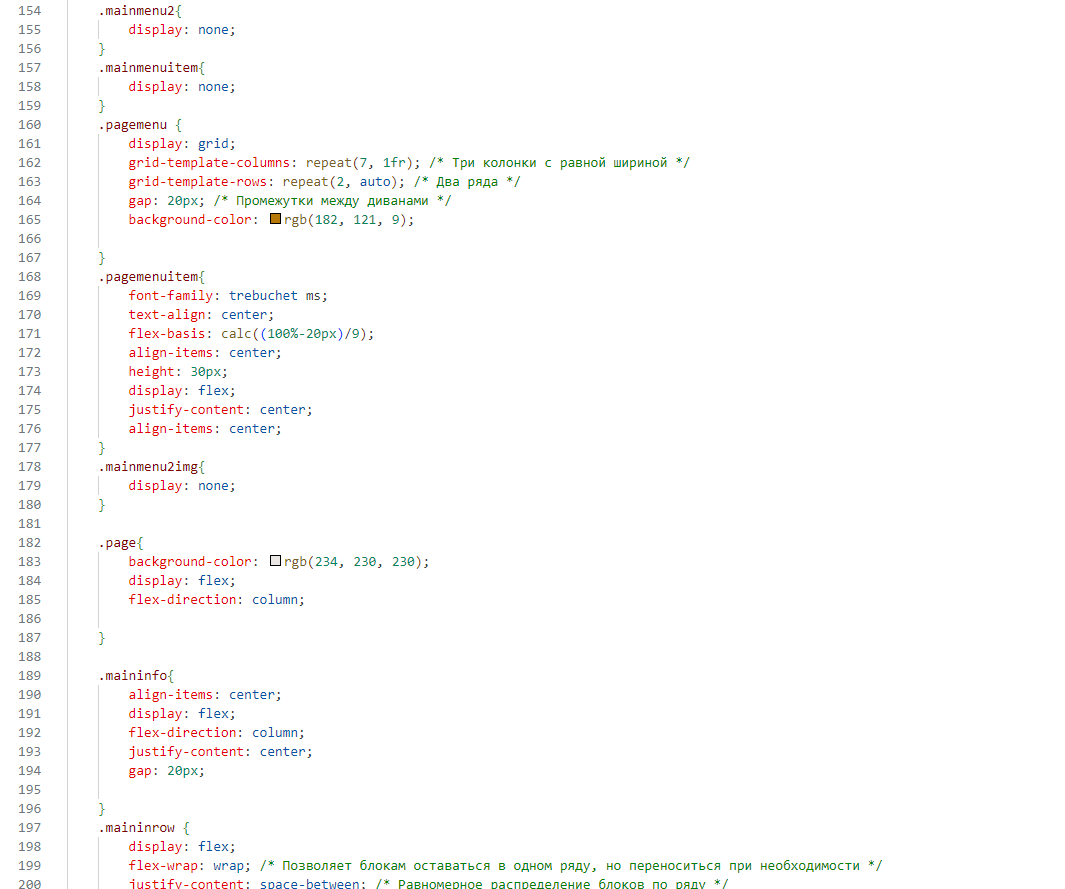 154 .mainmenu2{
155 display: none;
156 }
157 .mainmenuitem{
158 display: none;
159 }
160 .pagemenu {
161 display: grid;
162 grid-template-columns: repeat(7, 1fr); /* Три колонки с равной шириной */
163 grid-template-rows: repeat(2, auto); /* Два ряда */
164 gap: 20px; /* Промежутки между диванами */
165 background-color: rgb(182, 121, 9);
166
167 }
168 .pagemenuitem{
169 font-family: trebuchet ms;
170 text-align: center;
171 flex-basis: calc((100%-20px)/9);
172 align-items: center;
173 height: 30px;
174 display: flex;
175 justify-content: center;
176 align-items: center;
177 }
178 .mainmenu2img{
179 display: none;
180 }
181
182 .page{
183 background-color: rgb(234, 230, 230);
184 display: flex;
185 flex-direction: column;
186
187 }
188
189 .maininfo{
190 align-items: center;
191 display: flex;
192 flex-direction: column;
193 justify-content: center;
194 gap: 20px;
195
196 }
197 .maininrow {
198 display: flex;
199 flex-wrap: wrap; /* Позволяет блокам оставаться в одном ряду, но переноситься при необходимости */
200 justify-content: space-between; /* Равномерное распределение блоков по ряду */